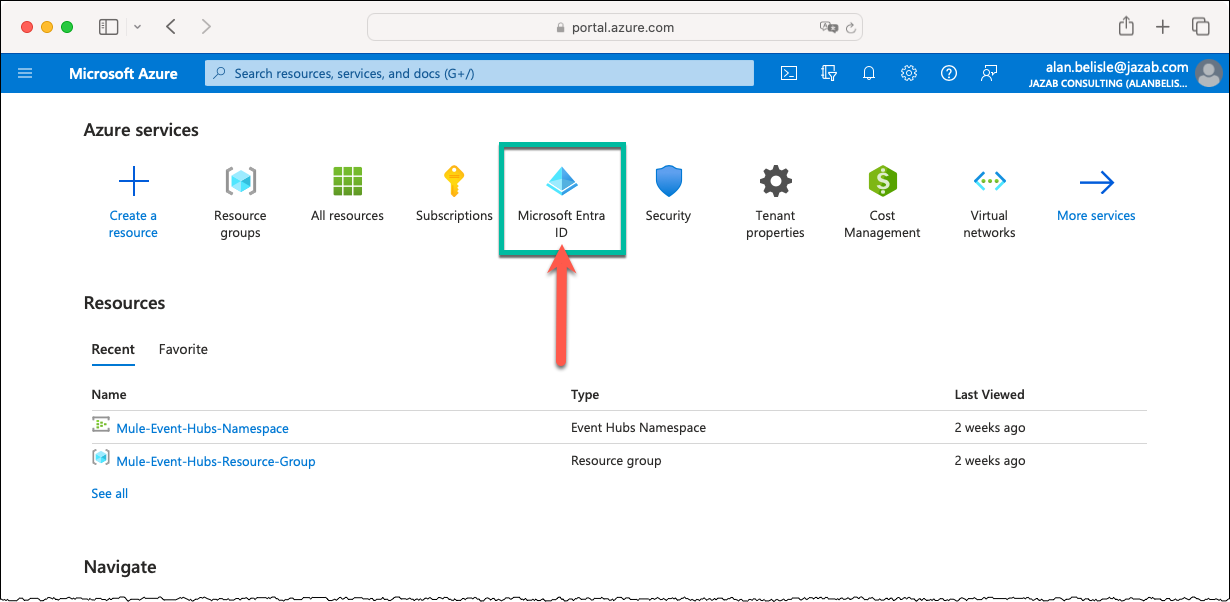 portal.azure.com
Microsoft Azure
Search resources, services, and docs (G+/)
alan.belisle@jazab.com
JAZAB CONSULTING (ALANBELIS...
Azure services
Create a
resource
Resource
groups
All resources
Subscriptions
Microsoft Entra
ID
Security
Tenant
properties
Cost
Management
Virtual
networks
More services
Resources
Recent Favorite
Name Type Last Viewed
Mule-Event-Hubs-Namespace Event Hubs Namespace 2 weeks ago
Mule-Event-Hubs-Resource-Group Resource group 2 weeks ago
See all
Navigate